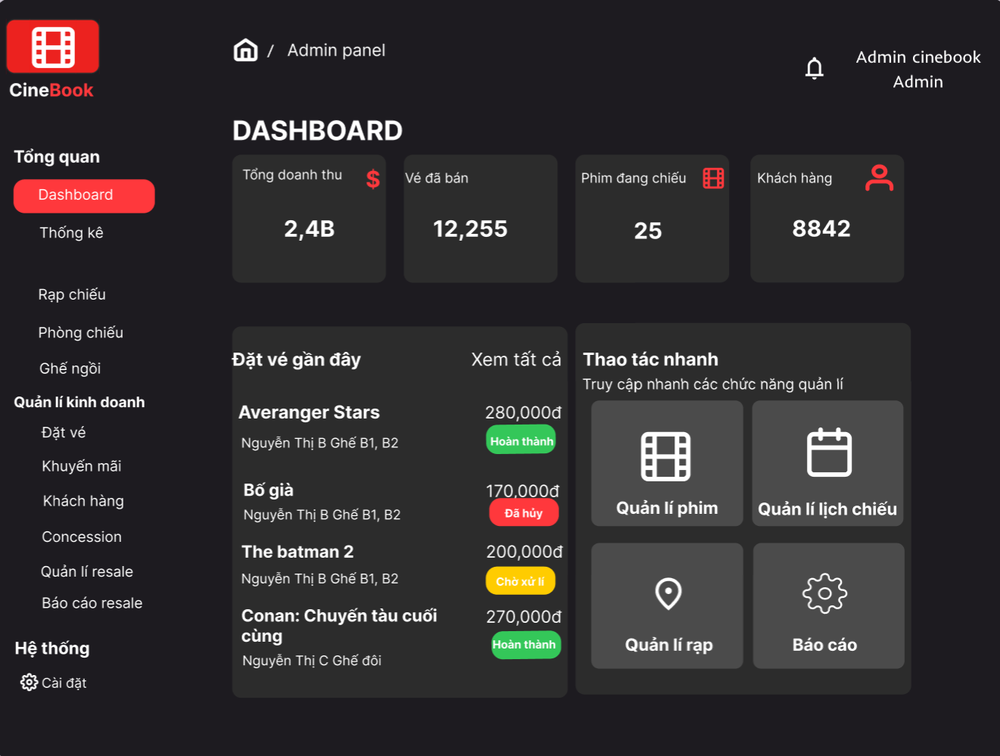 CineBook
/ Admin panel
Admin cinebook
Admin
Tổng quan
Dashboard
Thống kê
Rạp chiếu
Phòng chiếu
Ghế ngồi
Quản lí kinh doanh
Đặt vé
Khuyến mãi
Khách hàng
Concession
Quản lí resale
Báo cáo resale
Hệ thống
Cài đặt
DASHBOARD
Tổng doanh thu $
2,4B
Vé đã bán
12,255
Phim đang chiếu
25
Khách hàng
8842
Đặt vé gần đây Xem tất cả
Averanger Stars 280,000đ
Nguyễn Thị B Ghế B1, B2 Hoàn thành
Bố già 170,000đ
Nguyễn Thị B Ghế B1, B2 Đã hủy
The batman 2 200,000đ
Nguyễn Thị B Ghế B1, B2 Chờ xử lí
Conan: Chuyến tàu cuối 270,000đ
cùng Hoàn thành
Nguyễn Thị C Ghế đôi
Thao tác nhanh
Truy cập nhanh các chức năng quản lí
Quản lí phim
Quản lí lịch chiếu
Quản lí rạp
Báo cáo